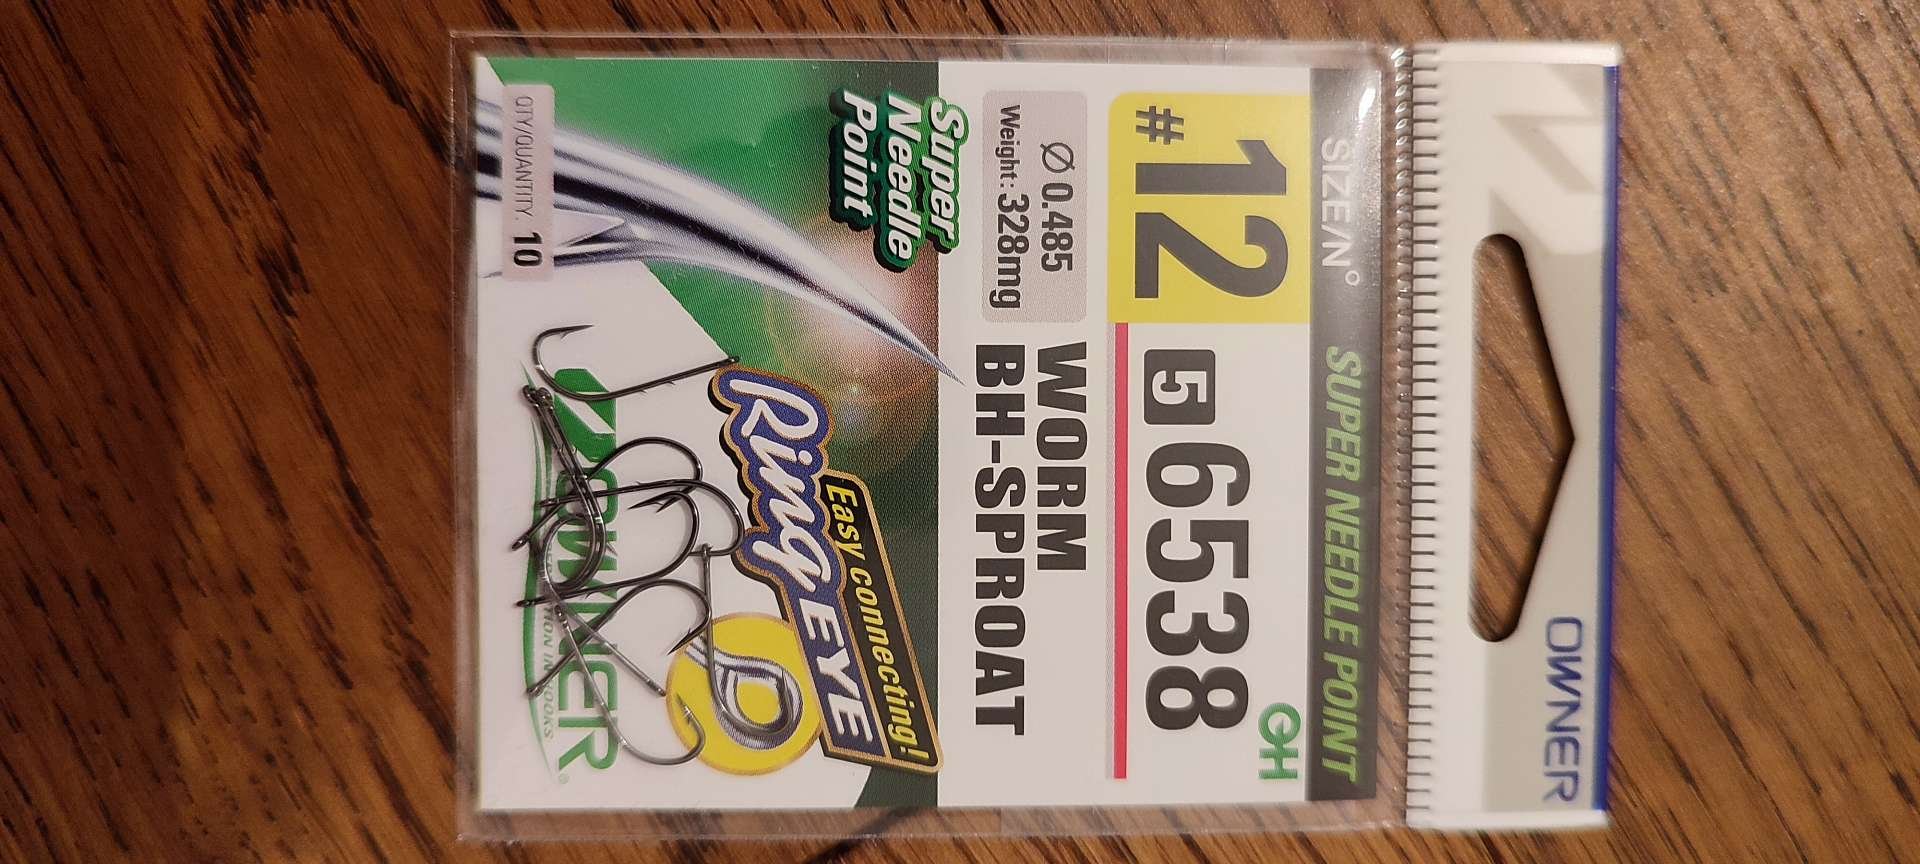 OWNER
SIZE/N° SUPER NEEDLE POINT
#12
5 6538
Ø 0.485
Weight: 328mg
WORM
BH-SPROAT
Super
Needle
Point
Easy connecting!
Ring EYE
QTY/QUANTITY. 10
OWNER